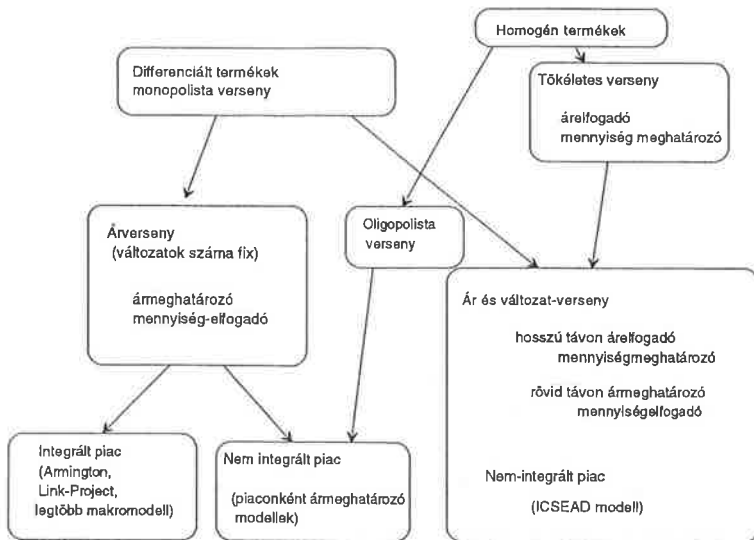 Homogén termékek
Differenciált termékek
monopolista verseny
Tökéletes verseny
árelfogadó
mennyiség meghatározó
Árverseny
(változatok száma fix)
ármeghatározó
mennyiség-elfogadó
Oligopolista
verseny
Ár és változat-verseny
hosszú távon árelfogadó
mennyiségmeghatározó
rövid távon ármeghatározó
mennyiségelfogadó
Nem-integrált piac
(ICSEAD modell)
Integrált piac
(Armington,
Link-Project,
legtöbb makromodell)
Nem integrált piac
(piaconként ármeghatározó
modellek)